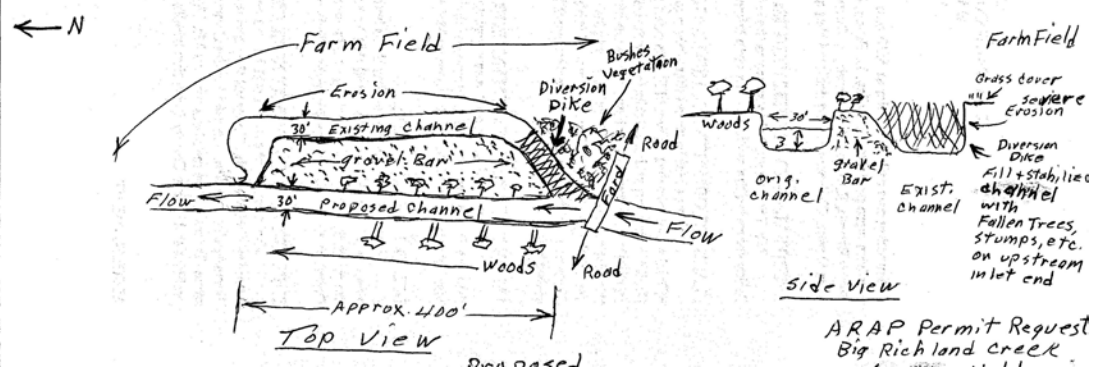 N
Farm Field
Bushes
Vegetation
Diversion
Dike
Erosion
30'
Existing Channel
Road
gravel Bar
Ford
Flow
30'
Proposed Channel
Flow
woods
Road
Approx. 400'
Top View
Proposed
Farm Field
Grass cover
severe
Erosion
woods
30'
3'
gravel
Bar
orig.
channel
Exist.
channel
Diversion
Dike
Fill + Stabilized
channel
with
Fallen Trees,
stumps, etc.
on upstream
inlet end
side view
ARAP Permit Request
Big Richland Creek